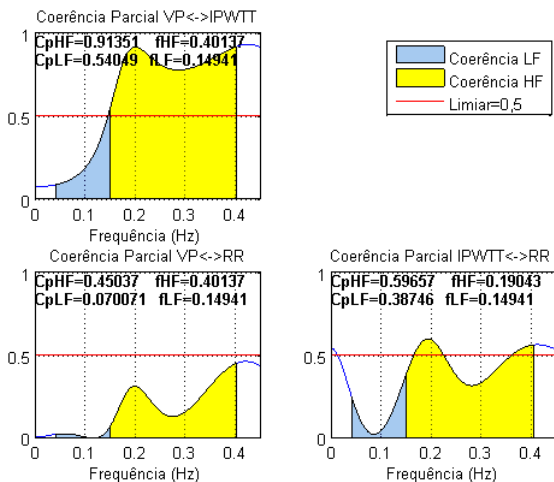 Coerência Parcial VP<->IPWTT
CpHF=0.91351 fHF=0.40137
CpLF=0.54049 fLF=0.14941
1
0.5
0
0 0.1 0.2 0.3 0.4
Frequência (Hz)
Coerência LF
Coerência HF
Limiar=0,5
Coerência Parcial VP<->RR
CpHF=0.45037 fHF=0.40137
CpLF=0.070071 fLF=0.14941
1
0.5
0
0 0.1 0.2 0.3 0.4
Frequência (Hz)
Coerência Parcial IPWTT<->RR
CpHF=0.59657 fHF=0.19043
CpLF=0.38746 fLF=0.14941
1
0.5
0
0 0.1 0.2 0.3 0.4
Frequência (Hz)